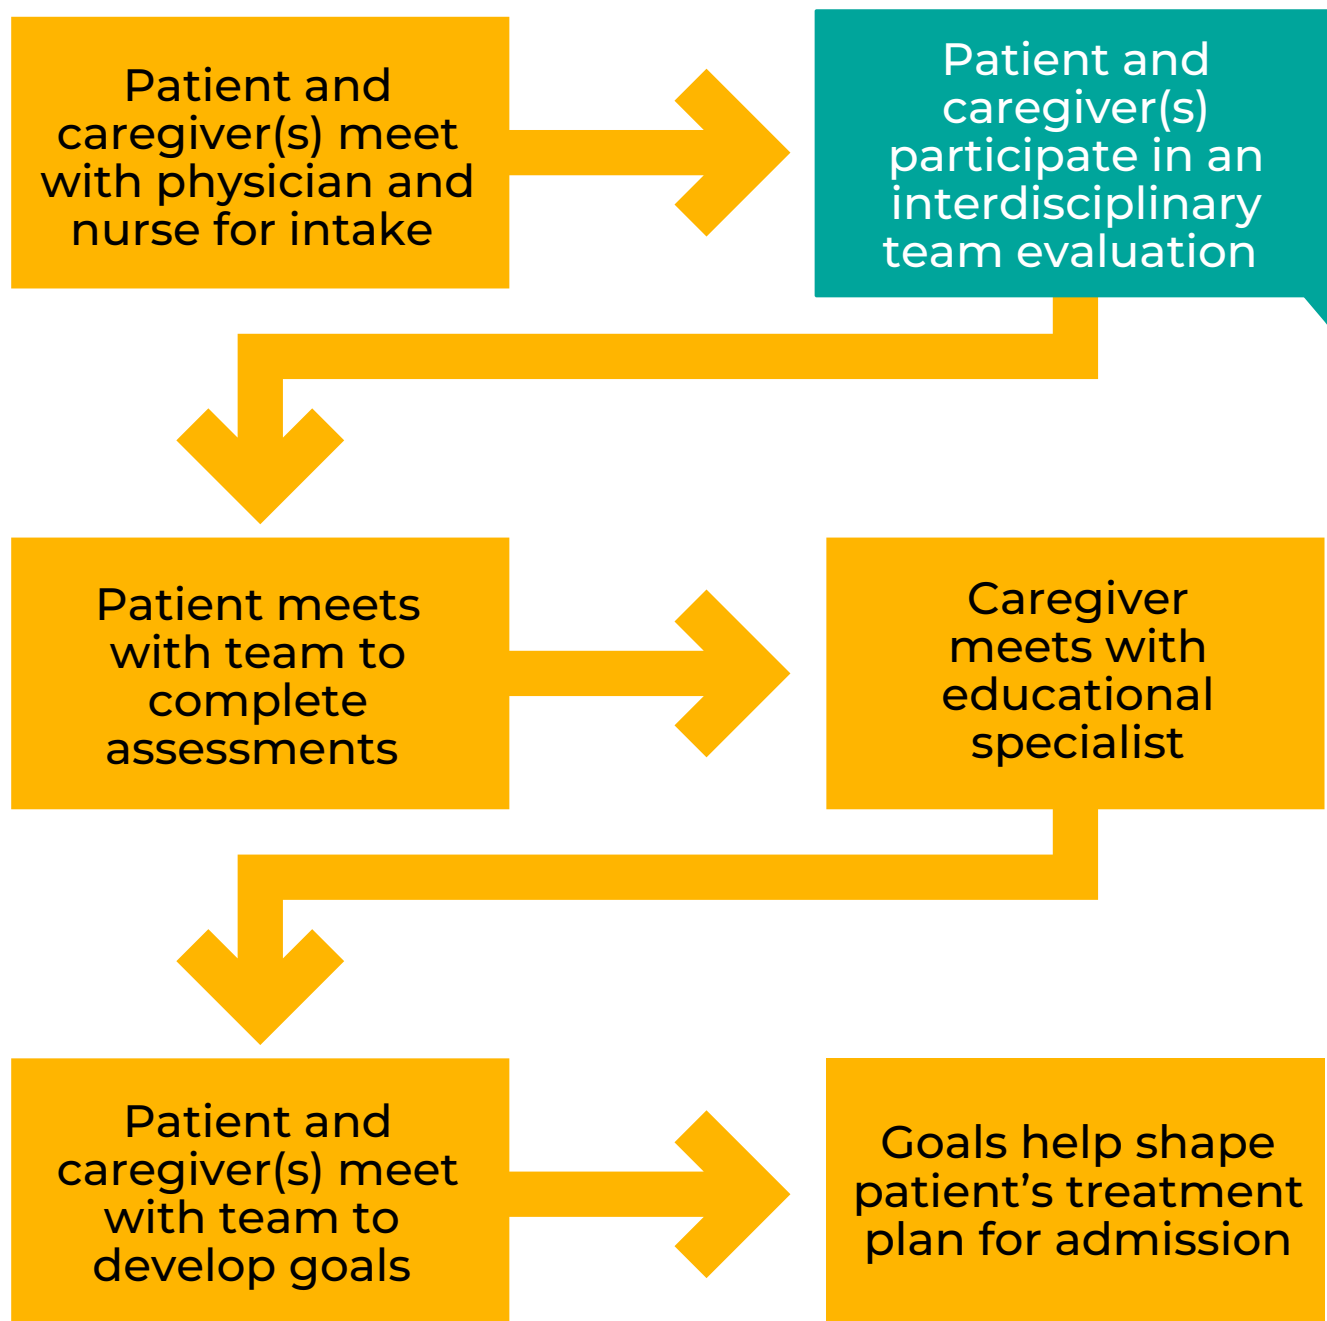 Patient and
caregiver(s) meet
with physician and
nurse for intake
Patient and
caregiver(s)
participate in an
interdisciplinary
team evaluation
Patient meets
with team to
complete
assessments
Caregiver
meets with
educational
specialist
Patient and
caregiver(s) meet
with team to
develop goals
Goals help shape
patient’s treatment
plan for admission